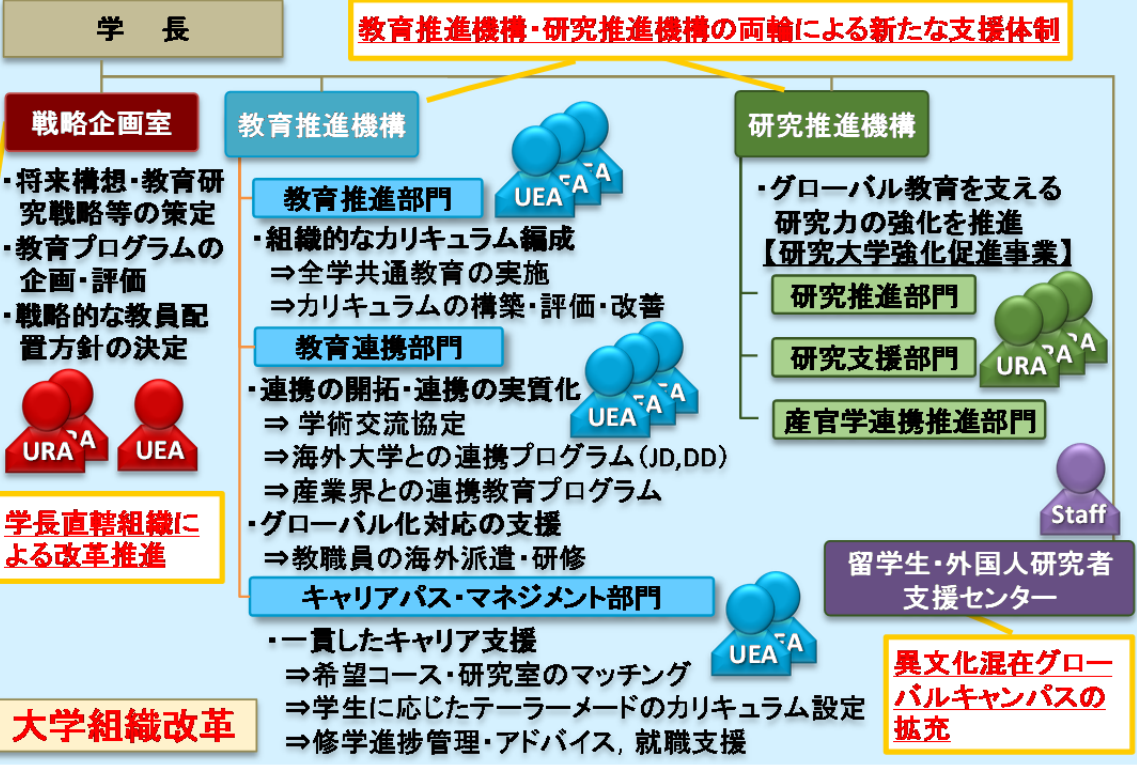 学 長
教育推進機構・研究推進機構の両輪による新たな支援体制
戦略企画室
・将来構想・教育研
究戦略等の策定
・教育プログラムの
企画・評価
・戦略的な教員配
置方針の決定
URA
RA
UEA
学長直轄組織に
よる改革推進
大学組織改革
教育推進機構
UEA
EA
A
教育推進部門
・組織的なカリキュラム編成
⇒全学共通教育の実施
⇒カリキュラムの構築・評価・改善
教育連携部門
UEA
EA
A
・連携の開拓・連携の実質化
⇒ 学術交流協定
⇒海外大学との連携プログラム(JD,DD)
⇒産業界との連携教育プログラム
・グローバル化対応の支援
⇒教職員の海外派遣・研修
キャリアパス・マネジメント部門
UEA
A
・一貫したキャリア支援
⇒希望コース・研究室のマッチング
⇒学生に応じたテーラーメードのカリキュラム設定
⇒修学進捗管理・アドバイス, 就職支援
研究推進機構
・グローバル教育を支える
研究力の強化を推進
【研究大学強化促進事業】
研究推進部門
研究支援部門
URA
RA
A
産官学連携推進部門
Staff
留学生・外国人研究者
支援センター
異文化混在グロー
バルキャンパスの
拡充